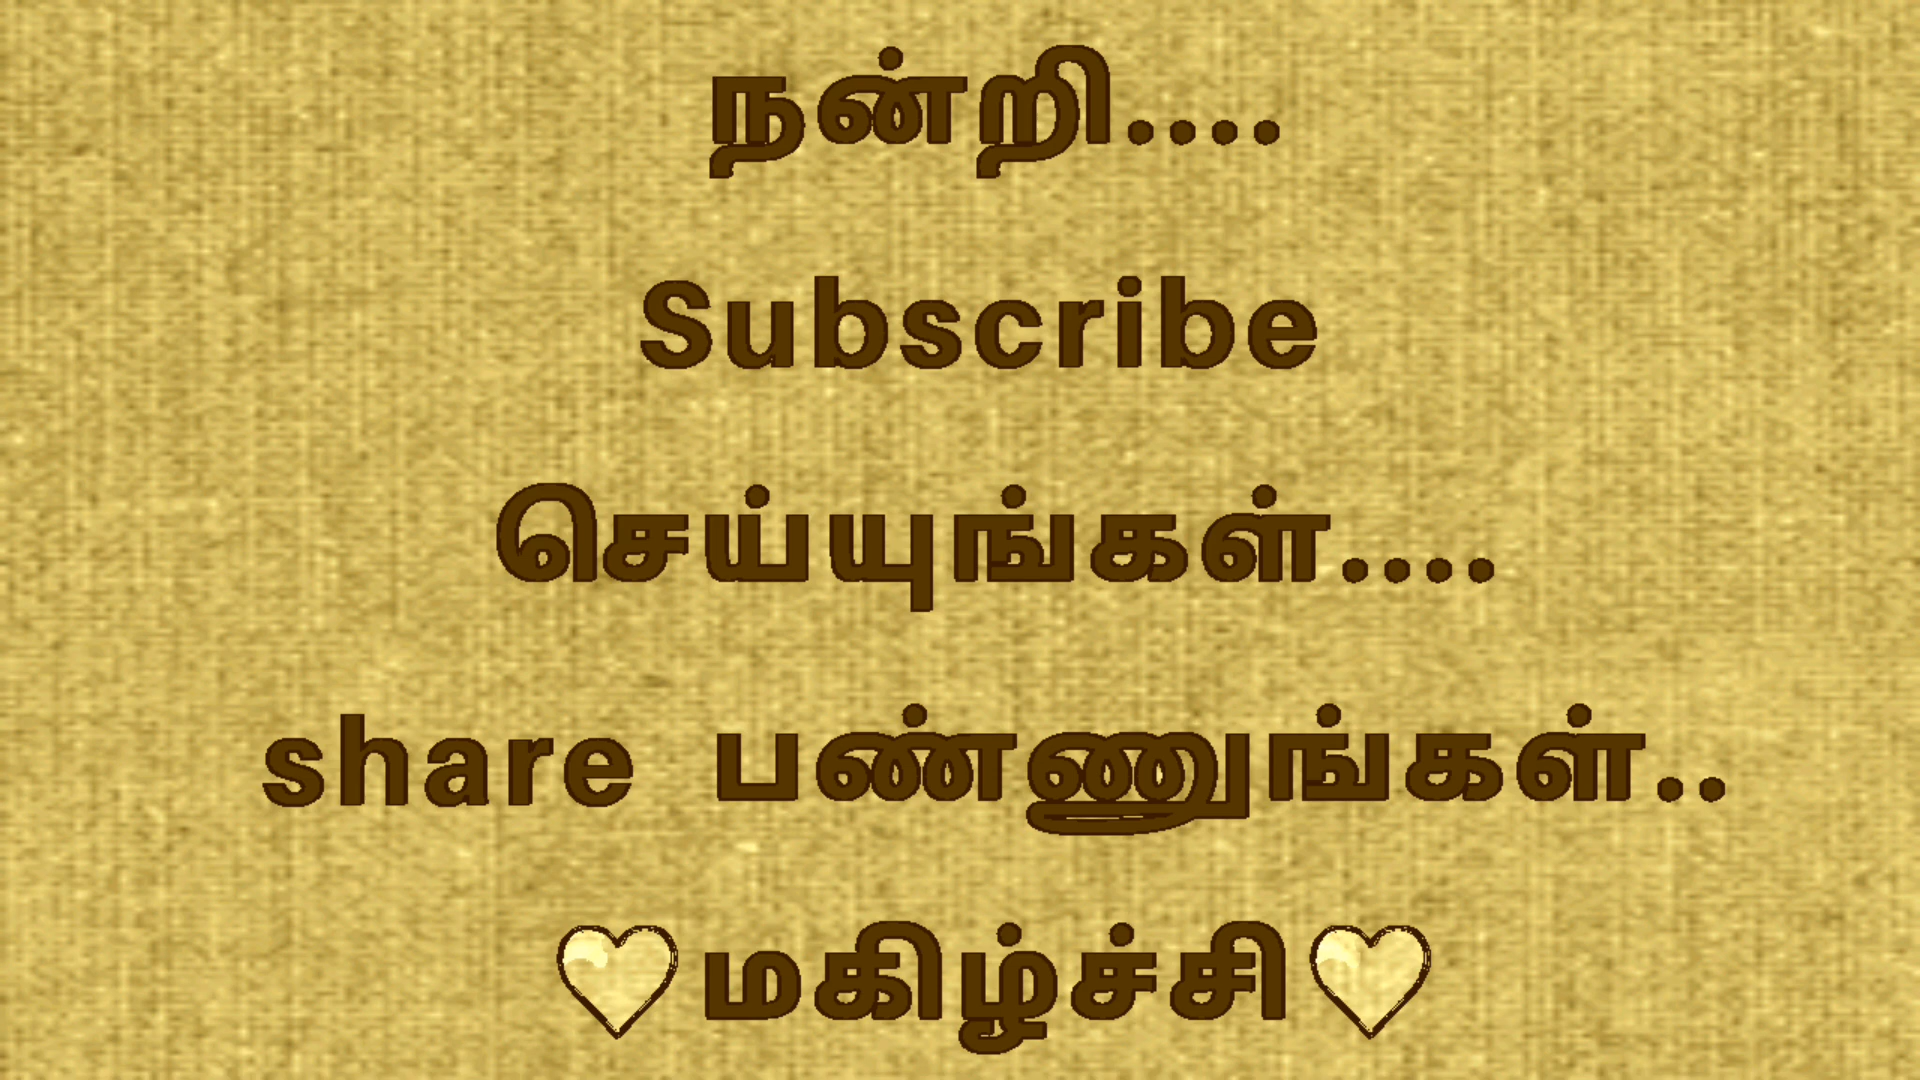 நன்றி....
Subscribe
செய்யுங்கள்....
share பண்ணுங்கள்..
🤍மகிழ்ச்சி🤍